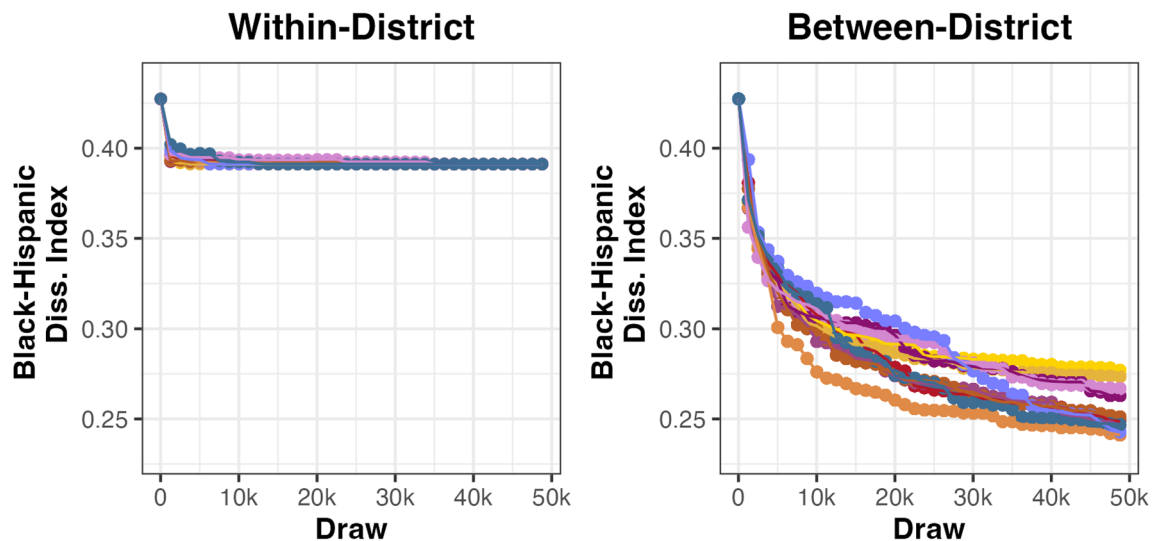 Within-District
Between-District
Black-Hispanic
Diss. Index
0.40
0.35
0.30
0.25
0
10k
20k
30k
40k
50k
Draw
Black-Hispanic
Diss. Index
0.40
0.35
0.30
0.25
0
10k
20k
30k
40k
50k
Draw